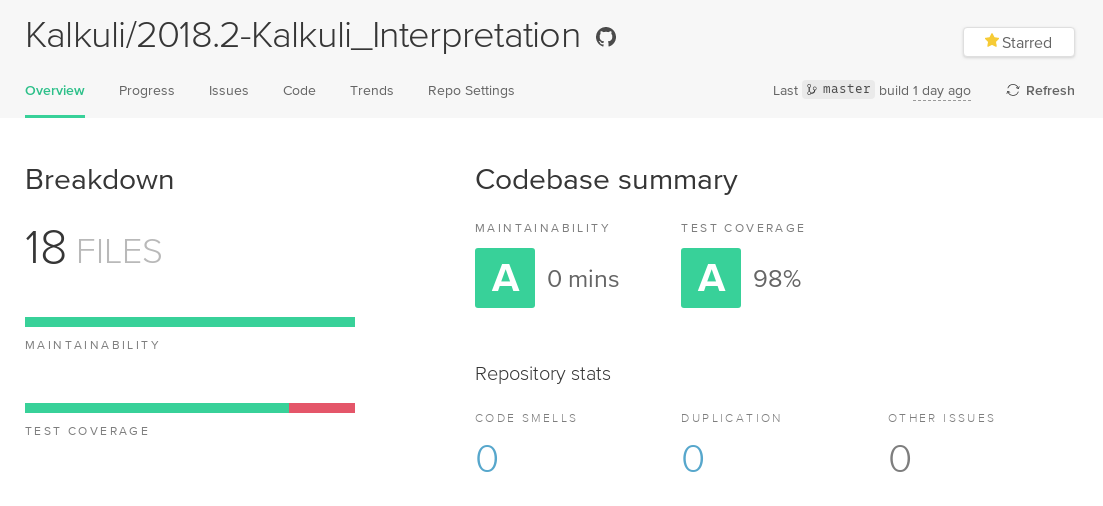 Kalkuli/2018.2-Kalkuli_Interpretation
Starred
Overview Progress Issues Code Trends Repo Settings
Last master build 1 day ago Refresh
Breakdown
18 FILES
MAINTAINABILITY
TEST COVERAGE
Codebase summary
MAINTAINABILITY TEST COVERAGE
A 0 mins A 98%
Repository stats
CODE SMELLS DUPLICATION OTHER ISSUES
0 0 0